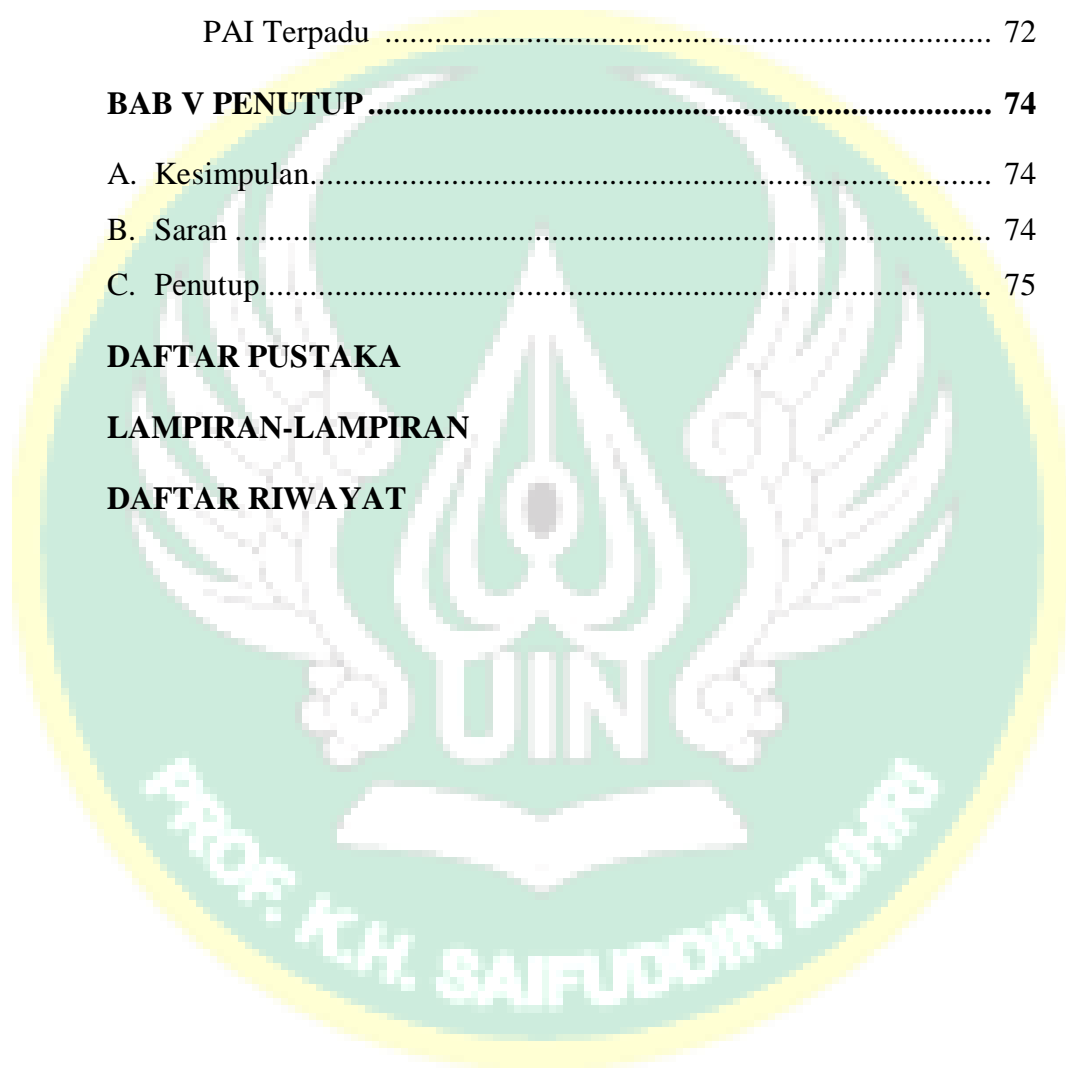 PAI Terpadu ........................................................................ 72
BAB V PENUTUP ............................................................................ 74
A. Kesimpulan.................................................................................. 74
B. Saran ........................................................................................... 74
C. Penutup........................................................................................ 75
DAFTAR PUSTAKA
LAMPIRAN-LAMPIRAN
DAFTAR RIWAYAT
UIN
PROF. K.H. SAIFUDDIN ZUHRI